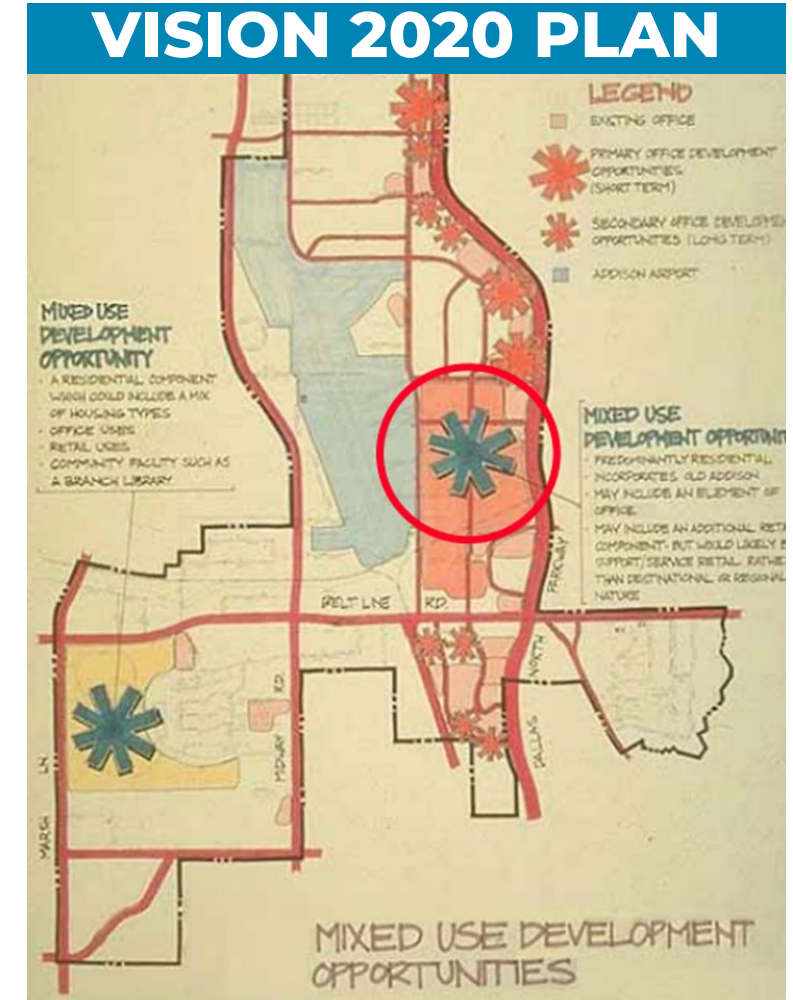 VISION 2020 PLAN
LEGEND
EXISTING OFFICE
PRIMARY OFFICE DEVELOPMENT
OPPORTUNITIES
(SHORT TERM)
SECONDARY OFFICE
OPPORTUNITIES (LONG TERM)
ADDISON AIRPORT
MIXED USE
DEVELOPMENT
OPPORTUNITY
· A RESIDENTIAL COMPONENT
WHICH COULD INCLUDE A MIX
OF HOUSING TYPES
· OFFICE USES
· RETAIL USES
· COMMUNITY FACILITY SUCH AS
A BRANCH LIBRARY
MIXED USE
DEVELOPMENT
· PREDOMINANTLY RESIDENTIAL
· INCORPORATES OLD ADDISON
· MAY INCLUDE AN ELEMENT OF
OFFICE
· MAY INCLUDE AN ADDITIONAL
COMPONENT - BUT WOULD LIKELY
SUPPORT/SERVICE RETAIL
THAN DESTINATIONAL OR REGIONAL
NATURE
BELT LINE RD.
PARKWAY
NORTH
DALLAS
MIDWAY RD.
MARSH LN
MIXED USE DEVELOPMENT
OPPORTUNITIES